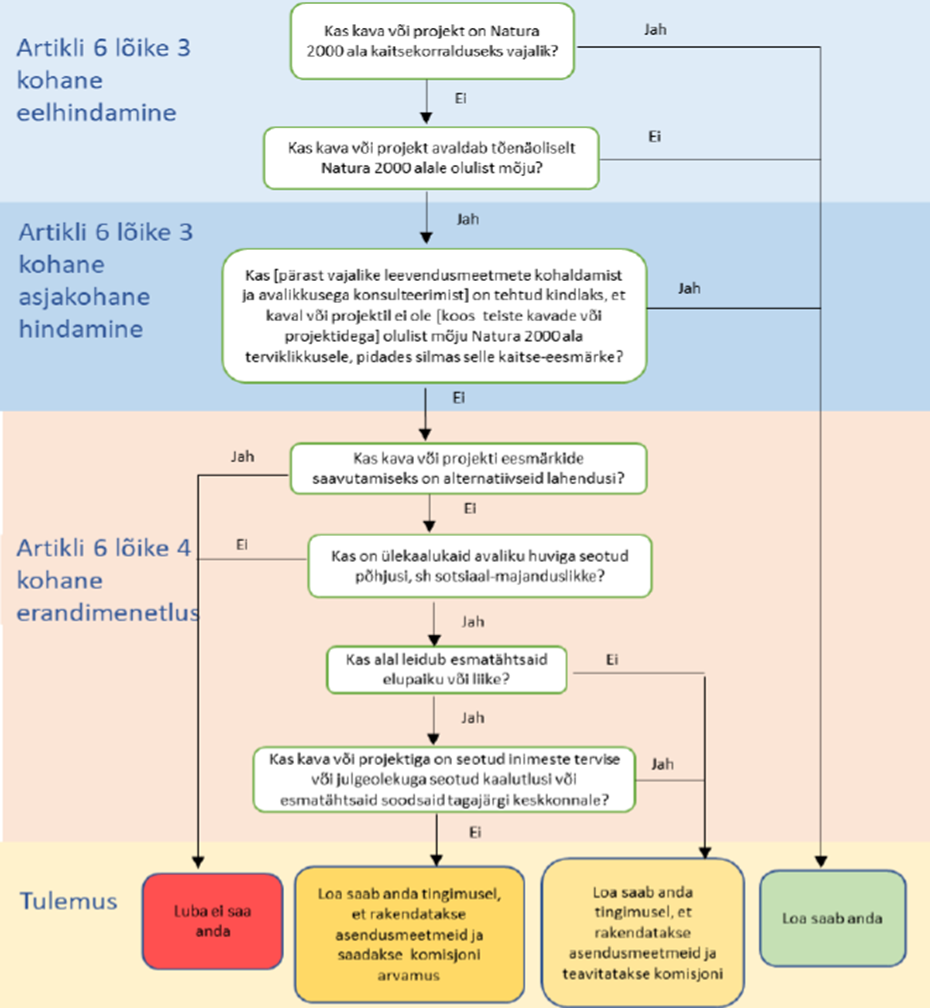 Artikli 6 lõike 3
kohane
eelhindamine
Kas kava või projekt on Natura
2000 ala kaitsekorralduseks vajalik?
Jah
Ei
Kas kava või projekt avaldab tõenäoliselt
Natura 2000 alale olulist mõju?
Ei
Jah
Artikli 6 lõike 3
kohane
asjakohane
hindamine
Kas [pärast vajalike leevendusmeetmete kohaldamist
ja avalikkusega konsulteerimist] on tehtud kindlaks, et
kaval või projektil ei ole [koos teiste kavade või
projektidega] olulist mõju Natura 2000 ala
terviklikkusele, pidades silmas selle kaitse-eesmärke?
Jah
Ei
Kas kava või projekti eesmärkide
saavutamiseks on alternatiivseid lahendusi?
Jah
Ei
Artikli 6 lõike 4
kohane
erandimenetlus
Kas on ülekaalukaid avaliku huviga seotud
põhjusi, sh sotsiaal-majanduslikke?
Ei
Jah
Kas alal leidub esmatähtsaid
elupaiku või liike?
Ei
Jah
Kas kava või projektiga on seotud inimeste tervise
või julgeolekuga seotud kaalutlusi või
esmatähtsaid soodsaid tagajärgi keskkonnale?
Jah
Ei
Tulemus
Luba ei saa
anda
Loa saab anda tingimusel,
et rakendatakse
asendusmeetmeid ja
saadakse komisjoni
arvamus
Loa saab anda
tingimusel, et
rakendatakse
asendusmeetmeid ja
teavitatakse komisjoni
Loa saab anda